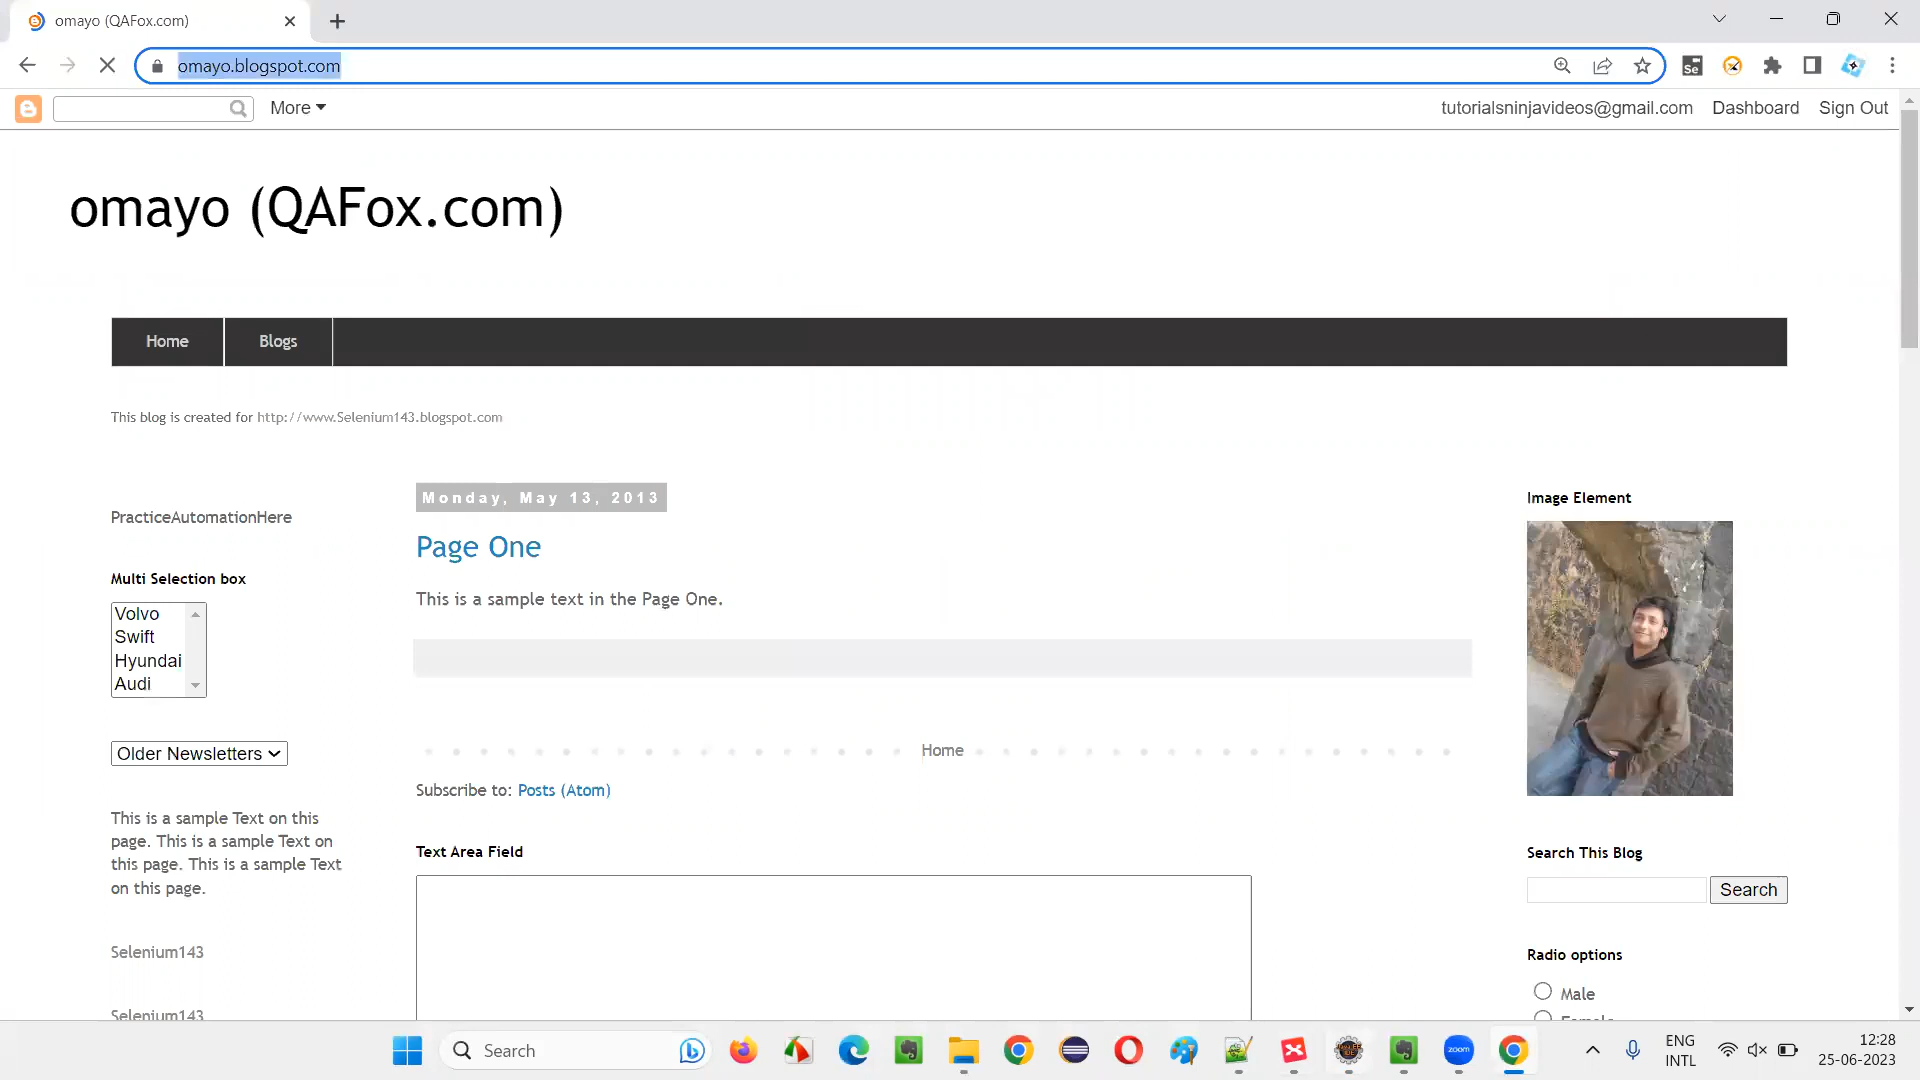 omayo (QAFox.com)
omayo.blogspot.com
More
tutorialsninjavideos@gmail.com Dashboard Sign Out
omayo (QAFox.com)
Home Blogs
This blog is created for http://www.Selenium143.blogspot.com
PracticeAutomationHere
Multi Selection box
Volvo
Swift
Hyundai
Audi
Older Newsletters
This is a sample Text on this
page. This is a sample Text on
this page. This is a sample Text
on this page.
Selenium143
Selenium143
Monday, May 13, 2013
Page One
This is a sample text in the Page One.
Home
Subscribe to: Posts (Atom)
Text Area Field
Image Element
Search This Blog
Search
Radio options
Male
Female
Search
zoom
ENG
INTL
12:28
25-06-2023